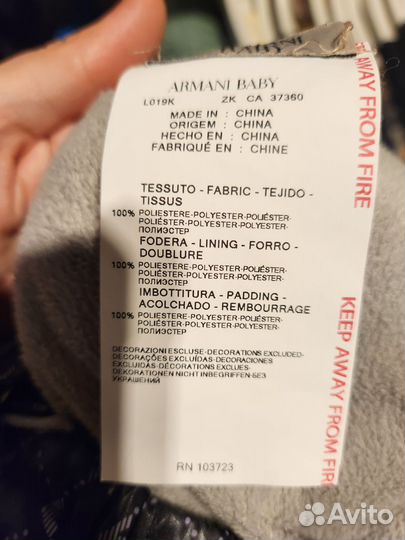 ARMANI BABY
L019K ZK CA 37360
MADE IN : CHINA
ORIGEM : CHINA
HECHO EN : CHINA
FABRIQUÉ EN : CHINE
TESSUTO - FABRIC - TEJIDO -
TISSUS
100% POLIESTERE-POLYESTER-POLIÉSTER-
POLIÉSTER-POLYESTER-POLYESTER-
ПОЛИЭСТЕР
FODERA - LINING - FORRO -
DOUBLURE
100% POLIESTERE-POLYESTER-POLIÉSTER-
POLIÉSTER-POLYESTER-POLYESTER-
ПОЛИЭСТЕР
IMBOTTITURA - PADDING -
ACOLCHADO - REMBOURRAGE
100% POLIESTERE-POLYESTER-POLIÉSTER-
POLIÉSTER-POLYESTER-POLYESTER-
ПОЛИЭСТЕР
DECORAZIONI ESCLUSE-DECORATIONS EXCLUDED-
DECORAÇÕES EXCLUÍDAS-DECORACIONES
EXCLUIDAS-DÉCORATIONS EXCLUES-
DEKORATIONEN NICHT INBEGRIFFEN-БЕЗ
УКРАШЕНИЙ
RN 103723
AWAY FROM FIRE
KEEP AWAY FROM FIRE
Avito